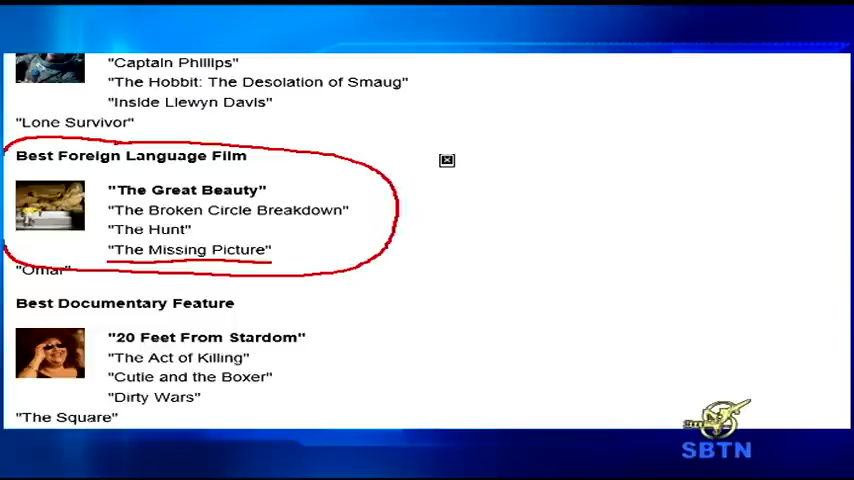 "Captain Phillips"
"The Hobbit: The Desolation of Smaug"
"Inside Llewyn Davis"
"Lone Survivor"
Best Foreign Language Film
"The Great Beauty"
"The Broken Circle Breakdown"
"The Hunt"
"The Missing Picture"
"Omar"
Best Documentary Feature
"20 Feet From Stardom"
"The Act of Killing"
"Cutie and the Boxer"
"Dirty Wars"
"The Square"
SBTN